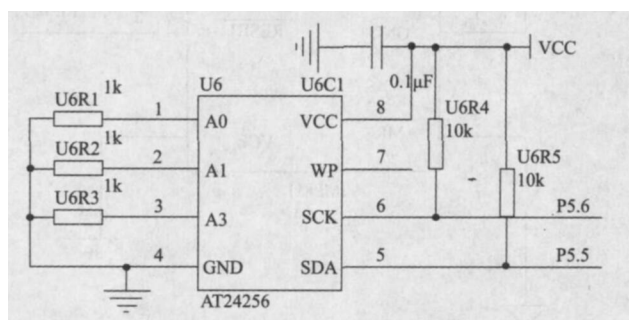 VCC
1k
U6
U6C1
0.1μF
U6R1
1
A0
VCC
8
U6R4
10k
1k
U6R2
2
A1
WP
7
U6R5
10k
1k
U6R3
3
A3
SCK
6
P5.6
4
GND
SDA
5
P5.5
AT24256